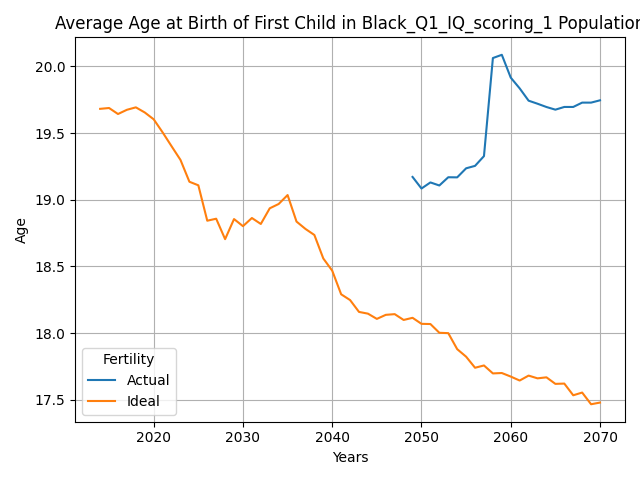 Average Age at Birth of First Child in Black_Q1_IQ_scoring_1 Population
20.0
19.5
19.0
18.5
18.0
17.5
Age
Fertility
Actual
Ideal
2020 2030 2040 2050 2060 2070
Years